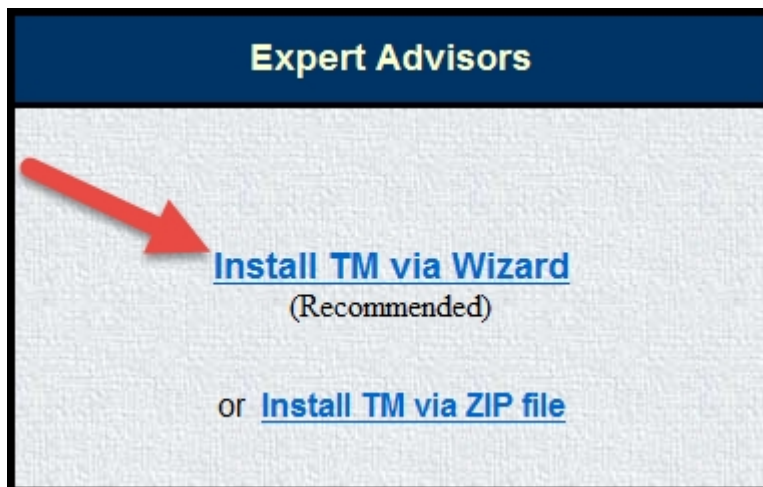 Expert Advisors
Install TM via Wizard
(Recommended)
or Install TM via ZIP file